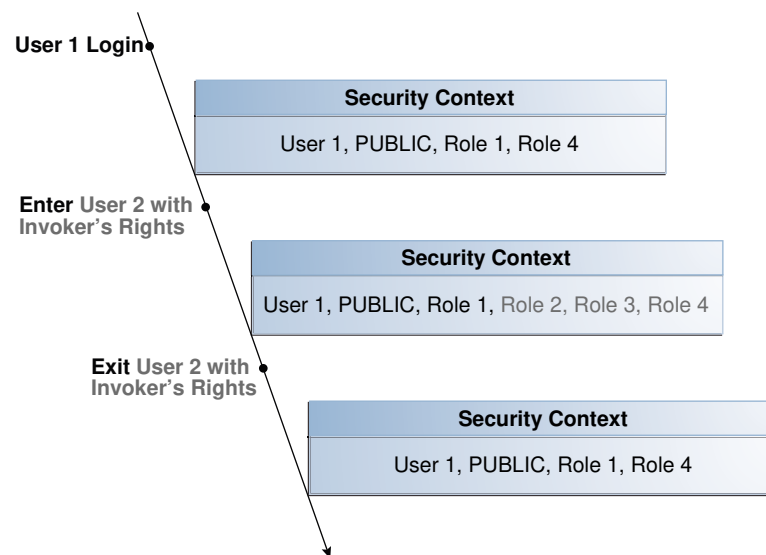 User 1 Login
Security Context
User 1, PUBLIC, Role 1, Role 4
Enter User 2 with
Invoker's Rights
Security Context
User 1, PUBLIC, Role 1, Role 2, Role 3, Role 4
Exit User 2 with
Invoker's Rights
Security Context
User 1, PUBLIC, Role 1, Role 4